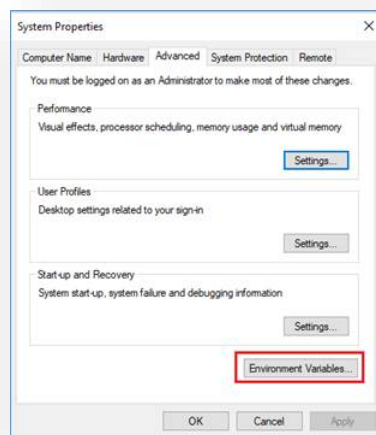 System Properties
Computer Name Hardware Advanced System Protection Remote
You must be logged on as an Administrator to make most of these changes.
Performance
Visual effects, processor scheduling, memory usage and virtual memory
Settings...
User Profiles
Desktop settings related to your sign-in
Settings...
Start-up and Recovery
System start-up, system failure and debugging information
Settings...
Environment Variables...
OK Cancel Apply